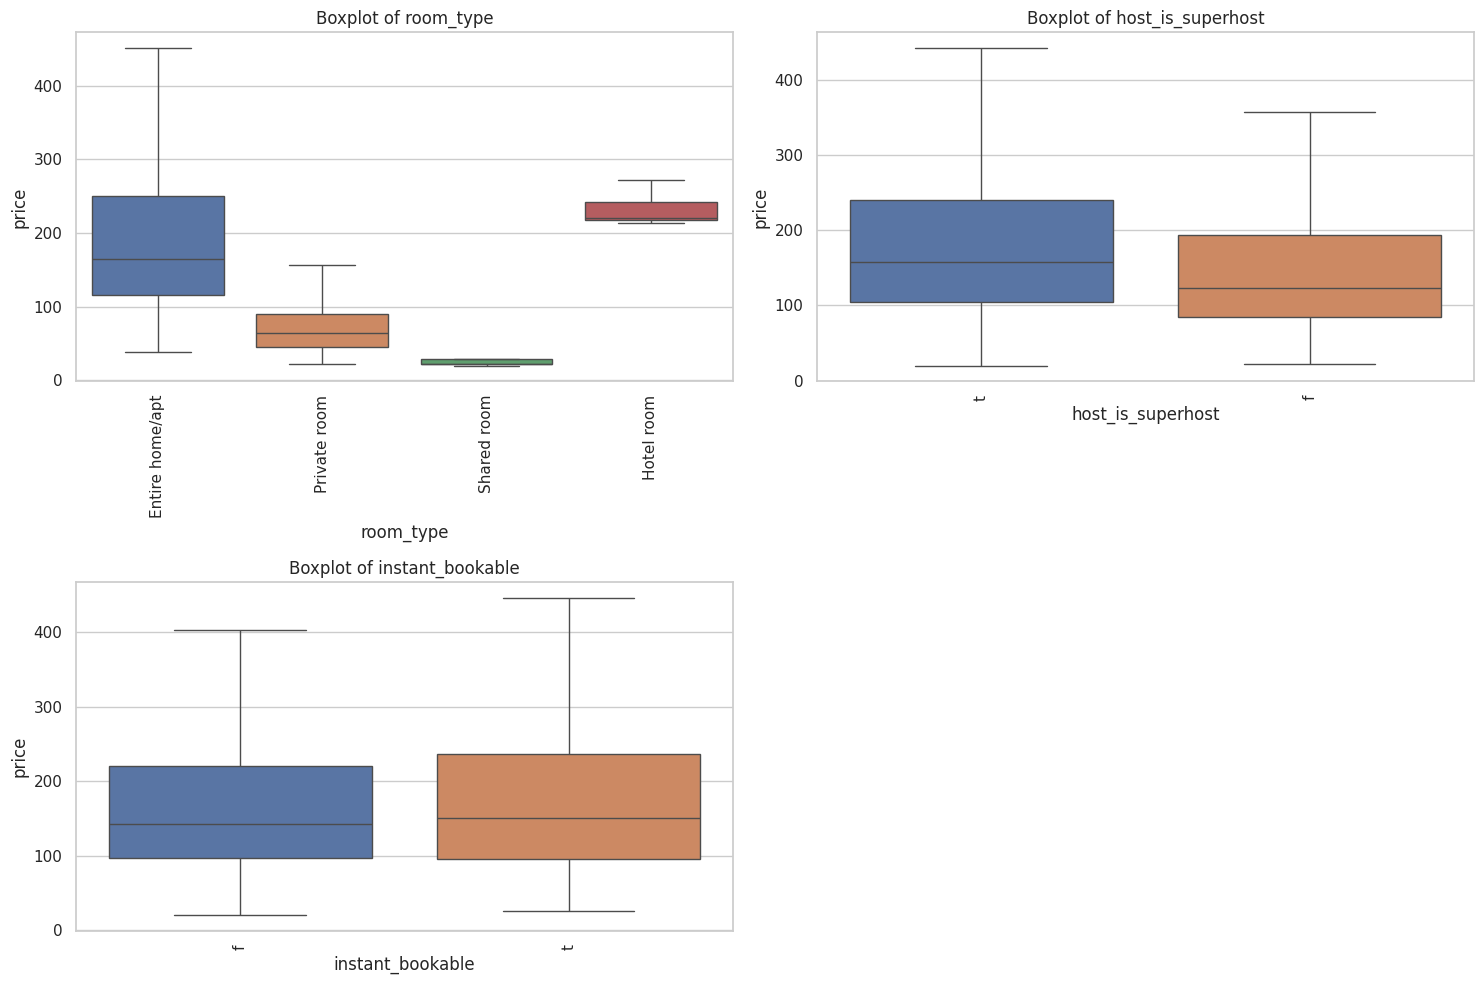 Boxplot of room_type
price
400
300
200
100
0
Entire home/apt
Private room
Shared room
Hotel room
room_type
Boxplot of host_is_superhost
price
400
300
200
100
0
t
f
host_is_superhost
Boxplot of instant_bookable
price
400
300
200
100
0
f
t
instant_bookable